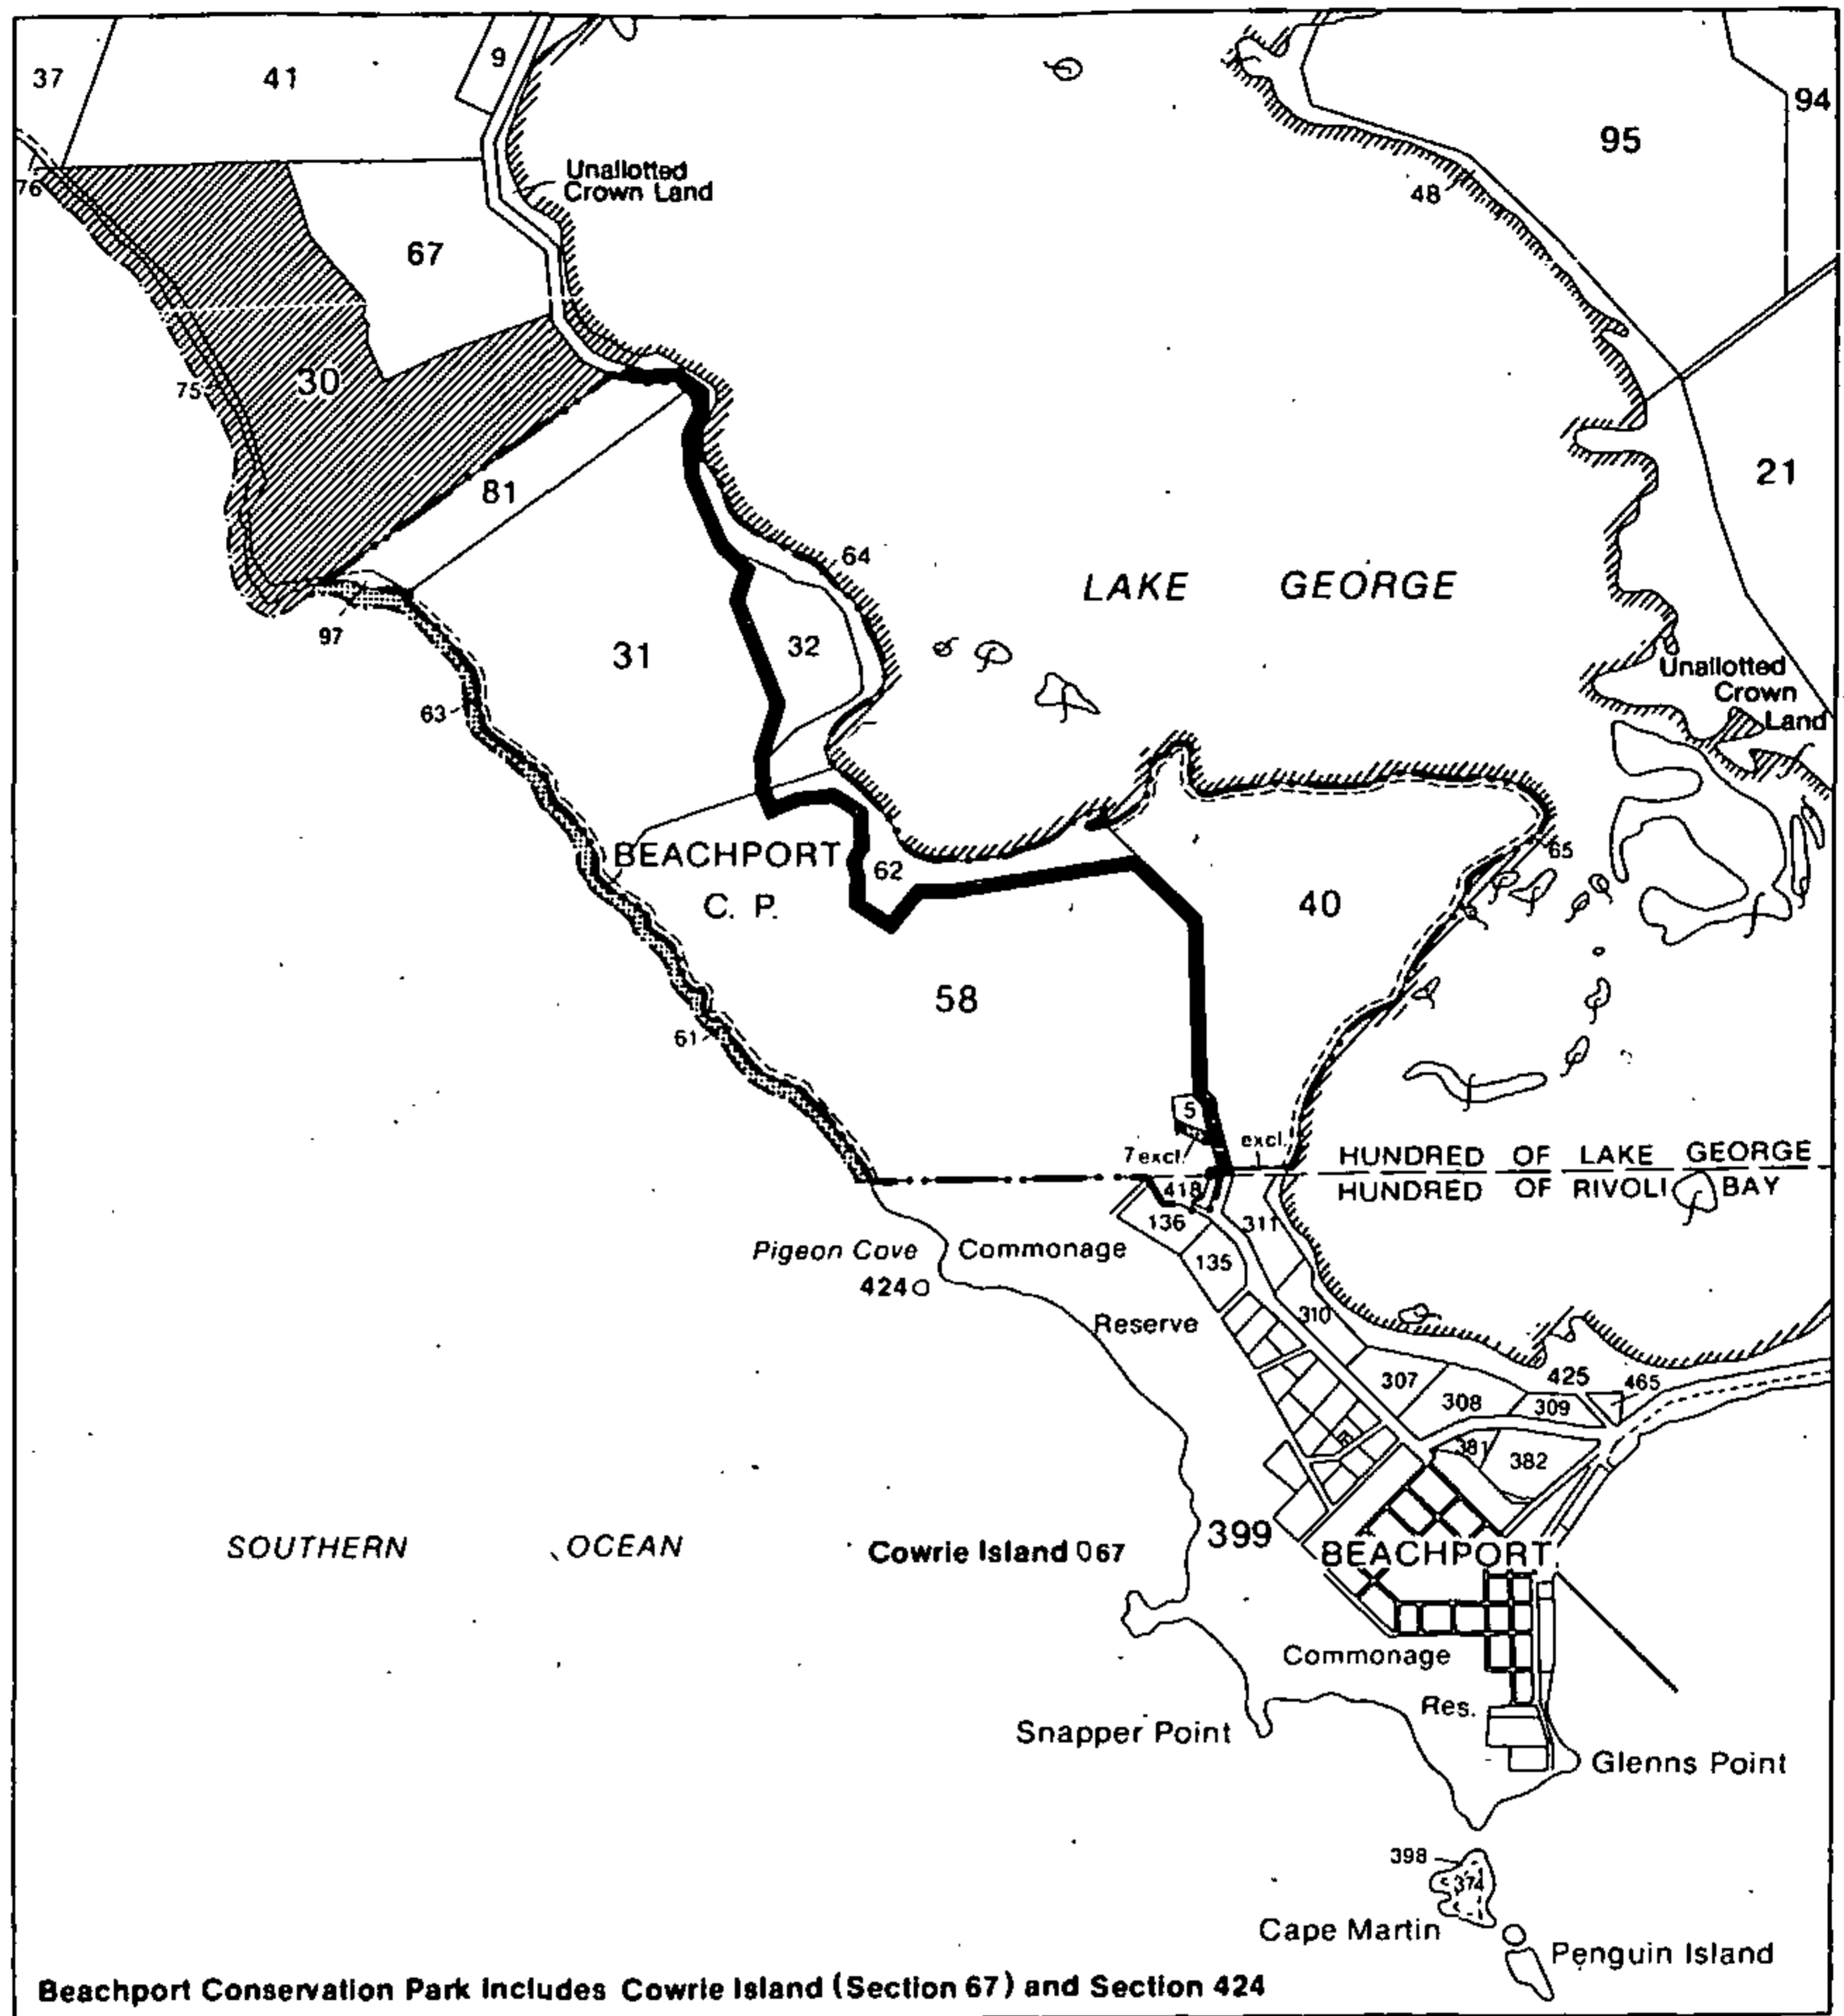 37
41
9
94
95
76
Unallotted
Crown Land
48
67
75
30
81
21
64
LAKE GEORGE
97
31
32
Unallotted
Crown
Land
63
BEACHPORT
C. P.
62
65
40
58
61
5
7 excl.
excl.
HUNDRED OF LAKE GEORGE
HUNDRED OF RIVOLI BAY
418
136
311
Pigeon Cove
Commonage
135
424
310
Reserve
307
425
465
308
309
381
382
399
SOUTHERN OCEAN
Cowrie Island 67
BEACHPORT
Commonage
Res.
Snapper Point
Glenns Point
398
374
Cape Martin
Penguin Island
Beachport Conservation Park includes Cowrie Island (Section 67) and Section 424